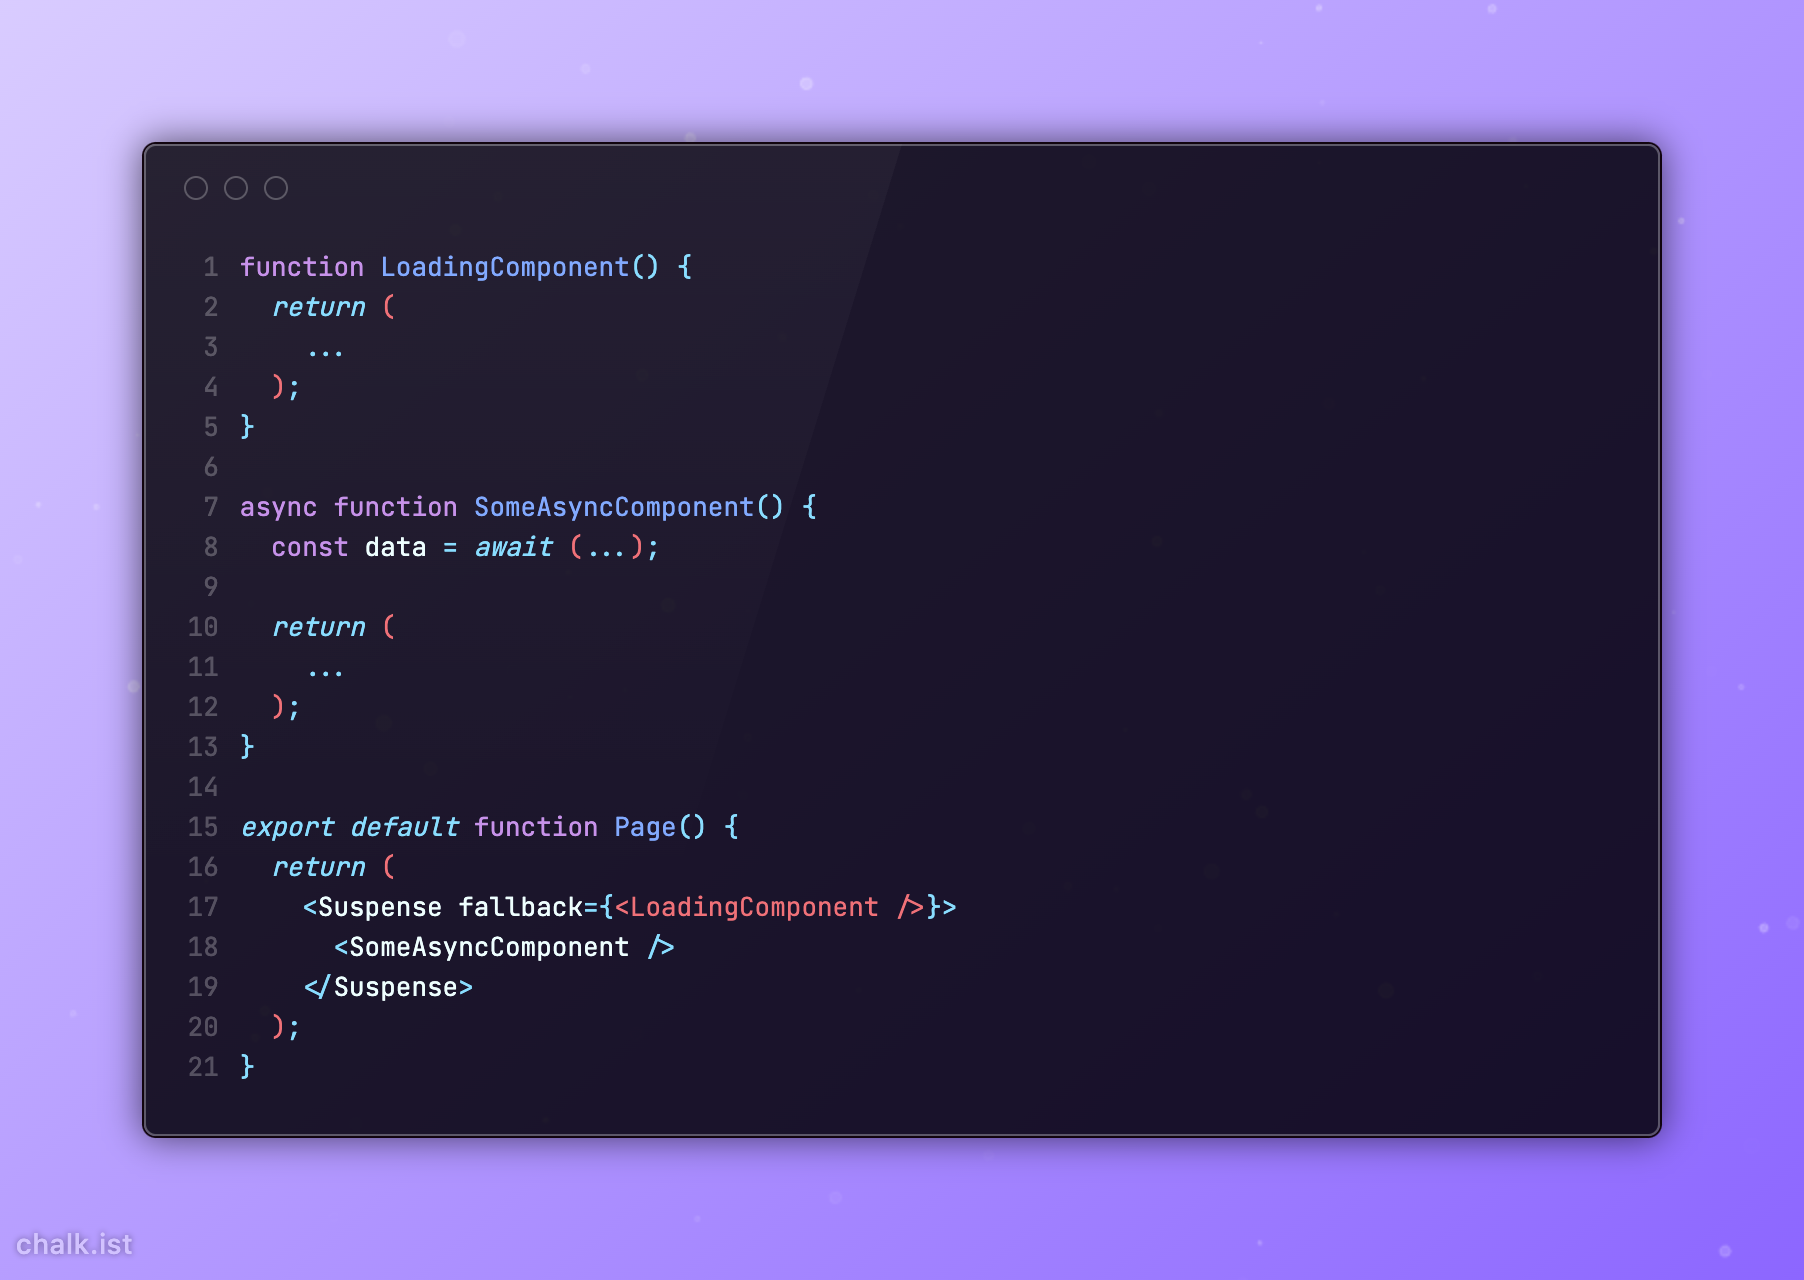 1 function LoadingComponent() {
2   return (
3     ...
4   );
5 }
6
7 async function SomeAsyncComponent() {
8   const data = await (...);
9
10   return (
11     ...
12   );
13 }
14
15 export default function Page() {
16   return (
17     <Suspense fallback={<LoadingComponent />}>
18       <SomeAsyncComponent />
19     </Suspense>
20   );
21 }
chalk.ist